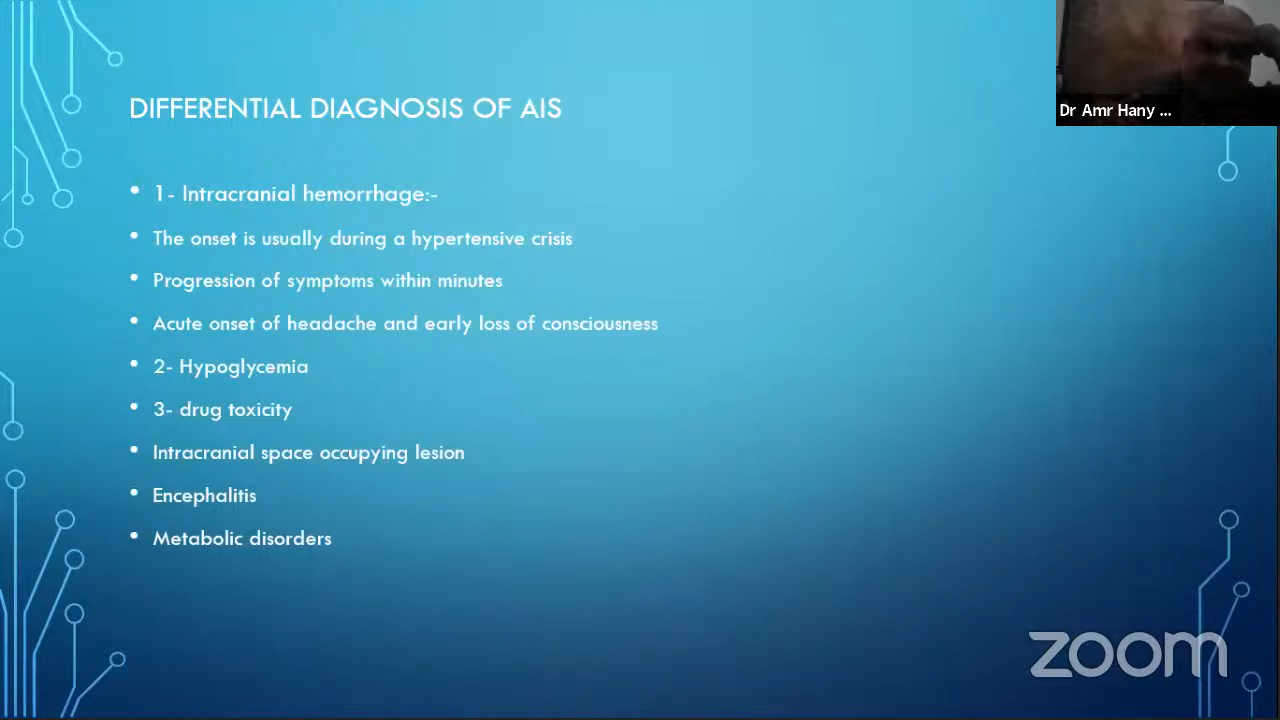 Dr Amr Hany ...
DIFFERENTIAL DIAGNOSIS OF AIS
• 1- Intracranial hemorrhage:-
• The onset is usually during a hypertensive crisis
• Progression of symptoms within minutes
• Acute onset of headache and early loss of consciousness
• 2- Hypoglycemia
• 3- drug toxicity
• Intracranial space occupying lesion
• Encephalitis
• Metabolic disorders
zoom